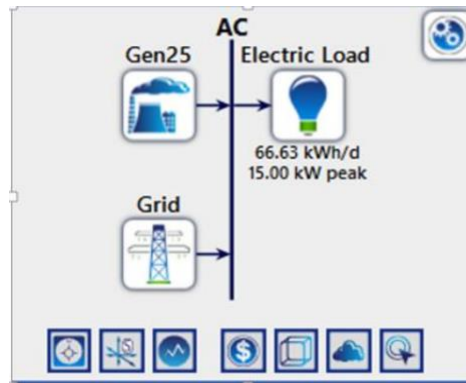 AC
Gen25
Electric Load
66.63 kWh/d
15.00 kW peak
Grid